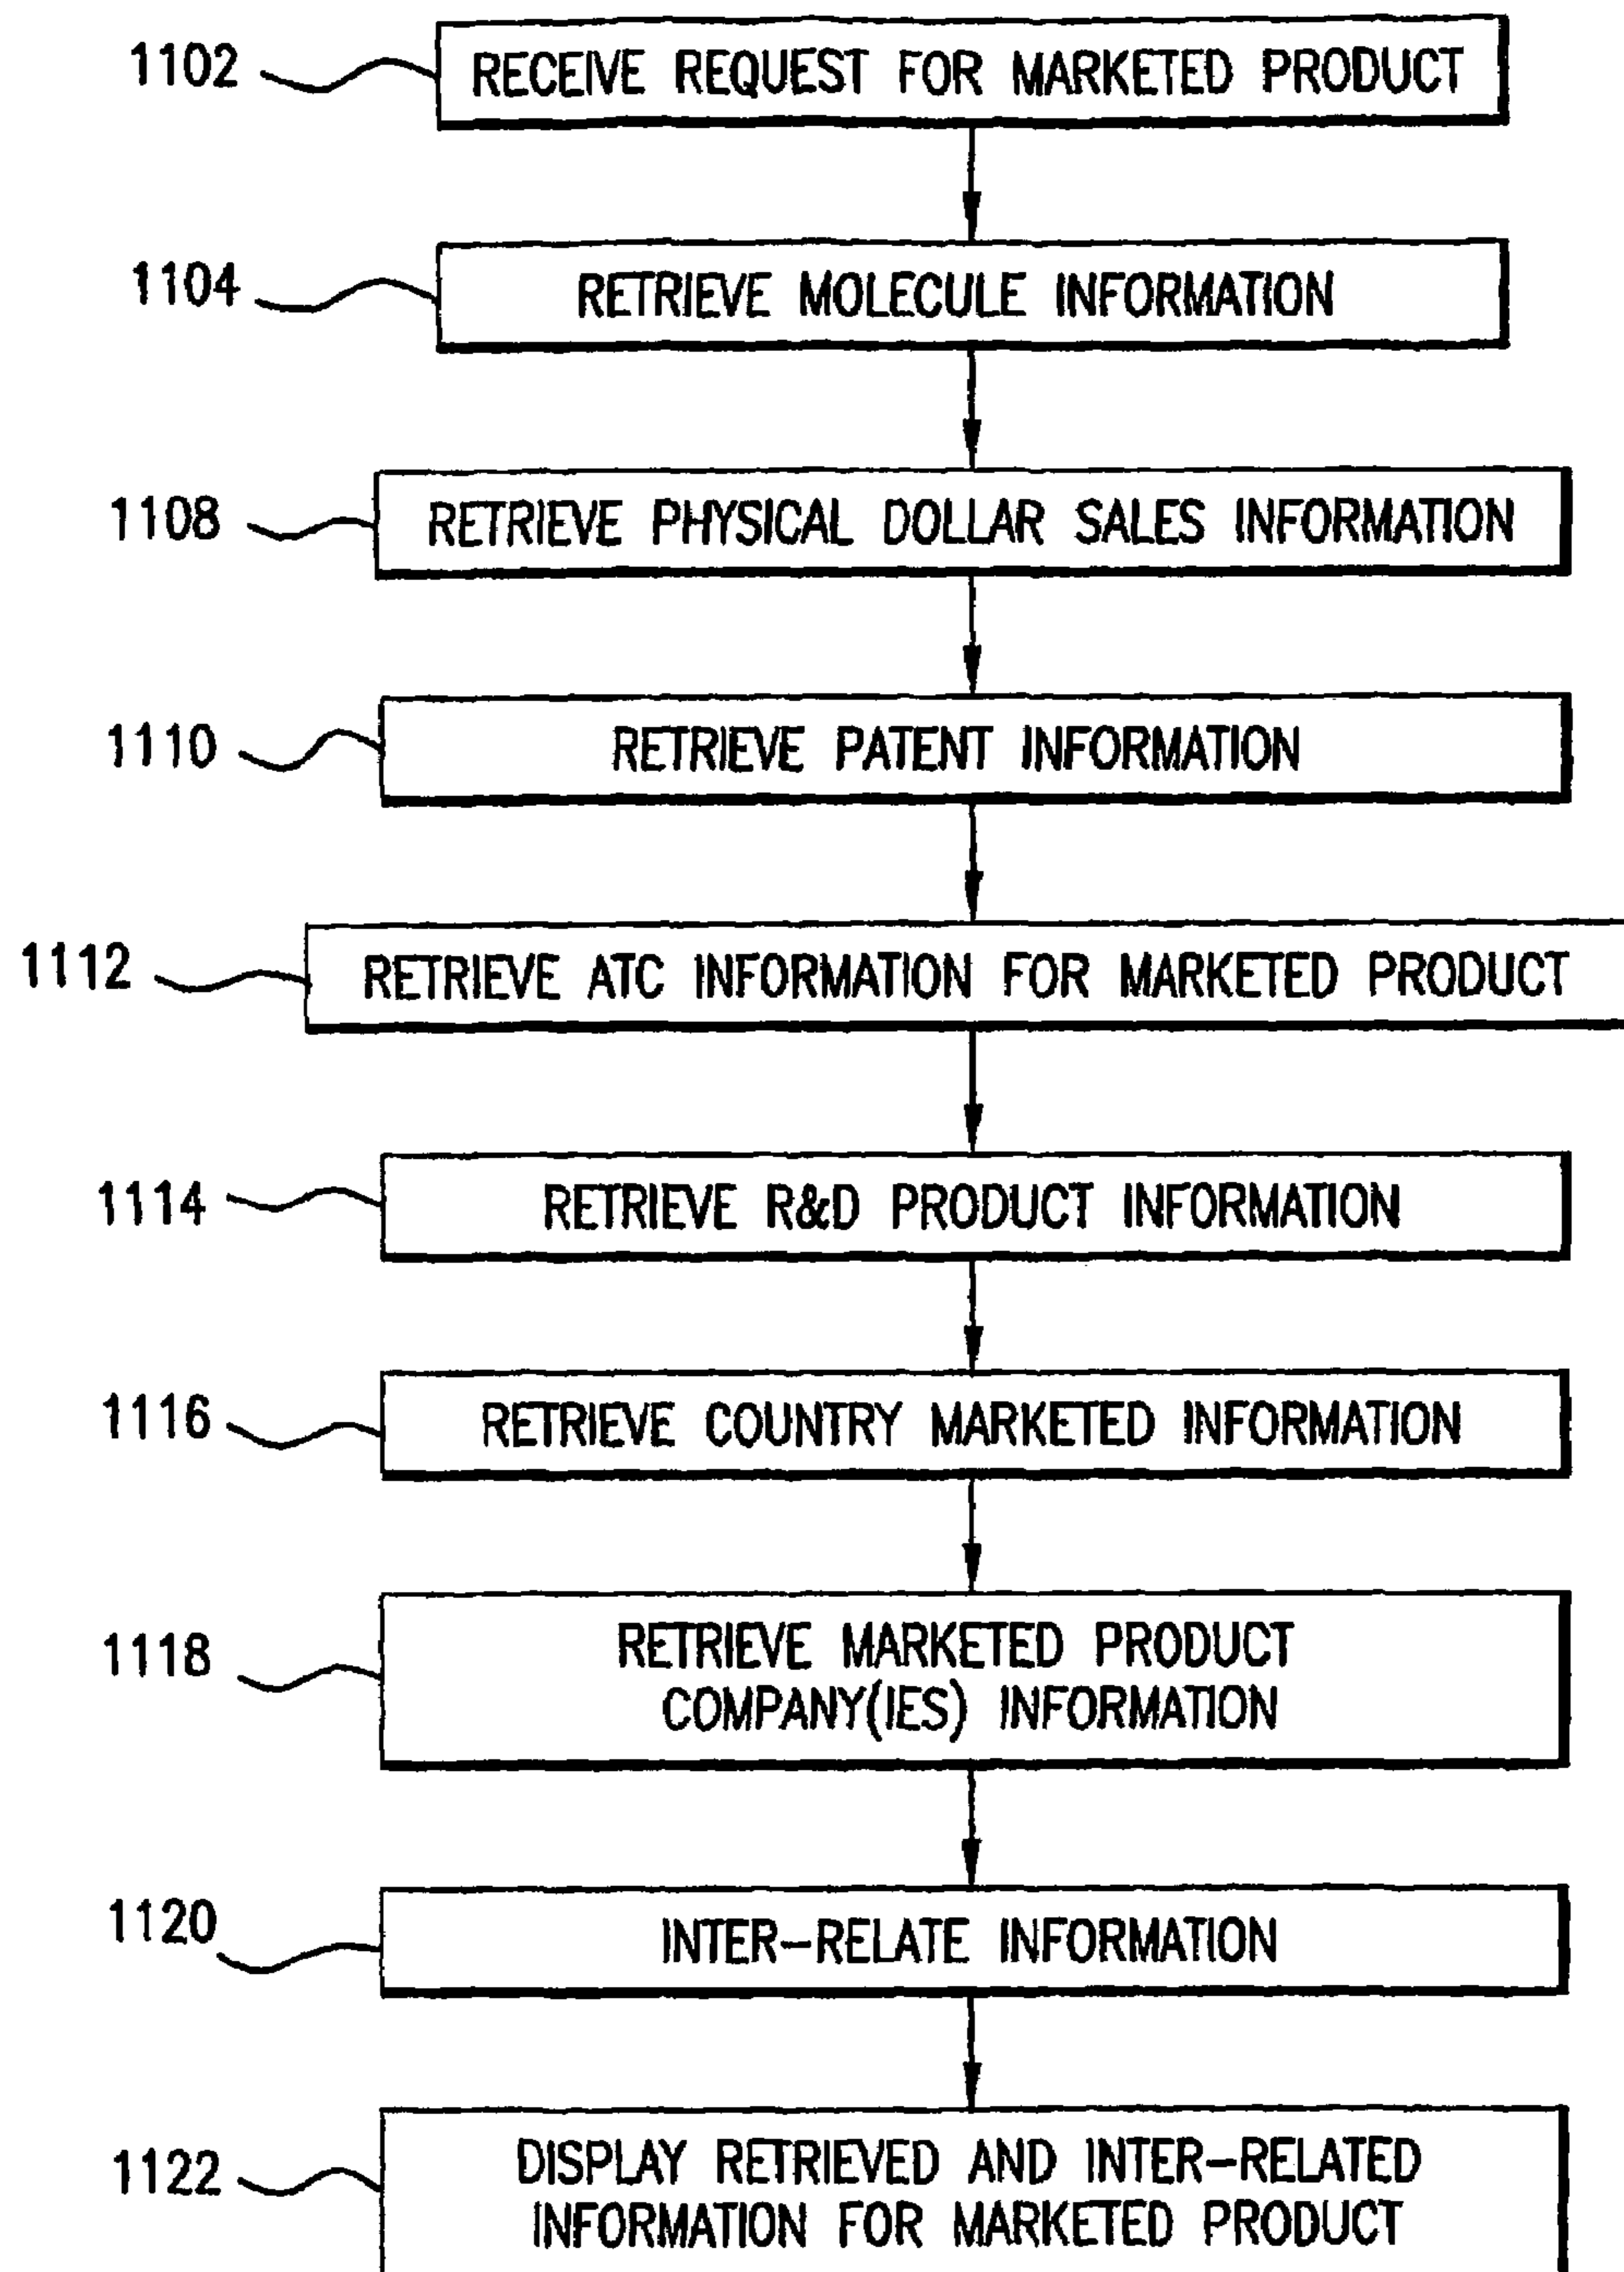 1102 RECEIVE REQUEST FOR MARKETED PRODUCT
1104 RETRIEVE MOLECULE INFORMATION
1108 RETRIEVE PHYSICAL DOLLAR SALES INFORMATION
1110 RETRIEVE PATENT INFORMATION
1112 RETRIEVE ATC INFORMATION FOR MARKETED PRODUCT
1114 RETRIEVE R&D PRODUCT INFORMATION
1116 RETRIEVE COUNTRY MARKETED INFORMATION
1118 RETRIEVE MARKETED PRODUCT
COMPANY(IES) INFORMATION
1120 INTER-RELATE INFORMATION
1122 DISPLAY RETRIEVED AND INTER-RELATED
INFORMATION FOR MARKETED PRODUCT